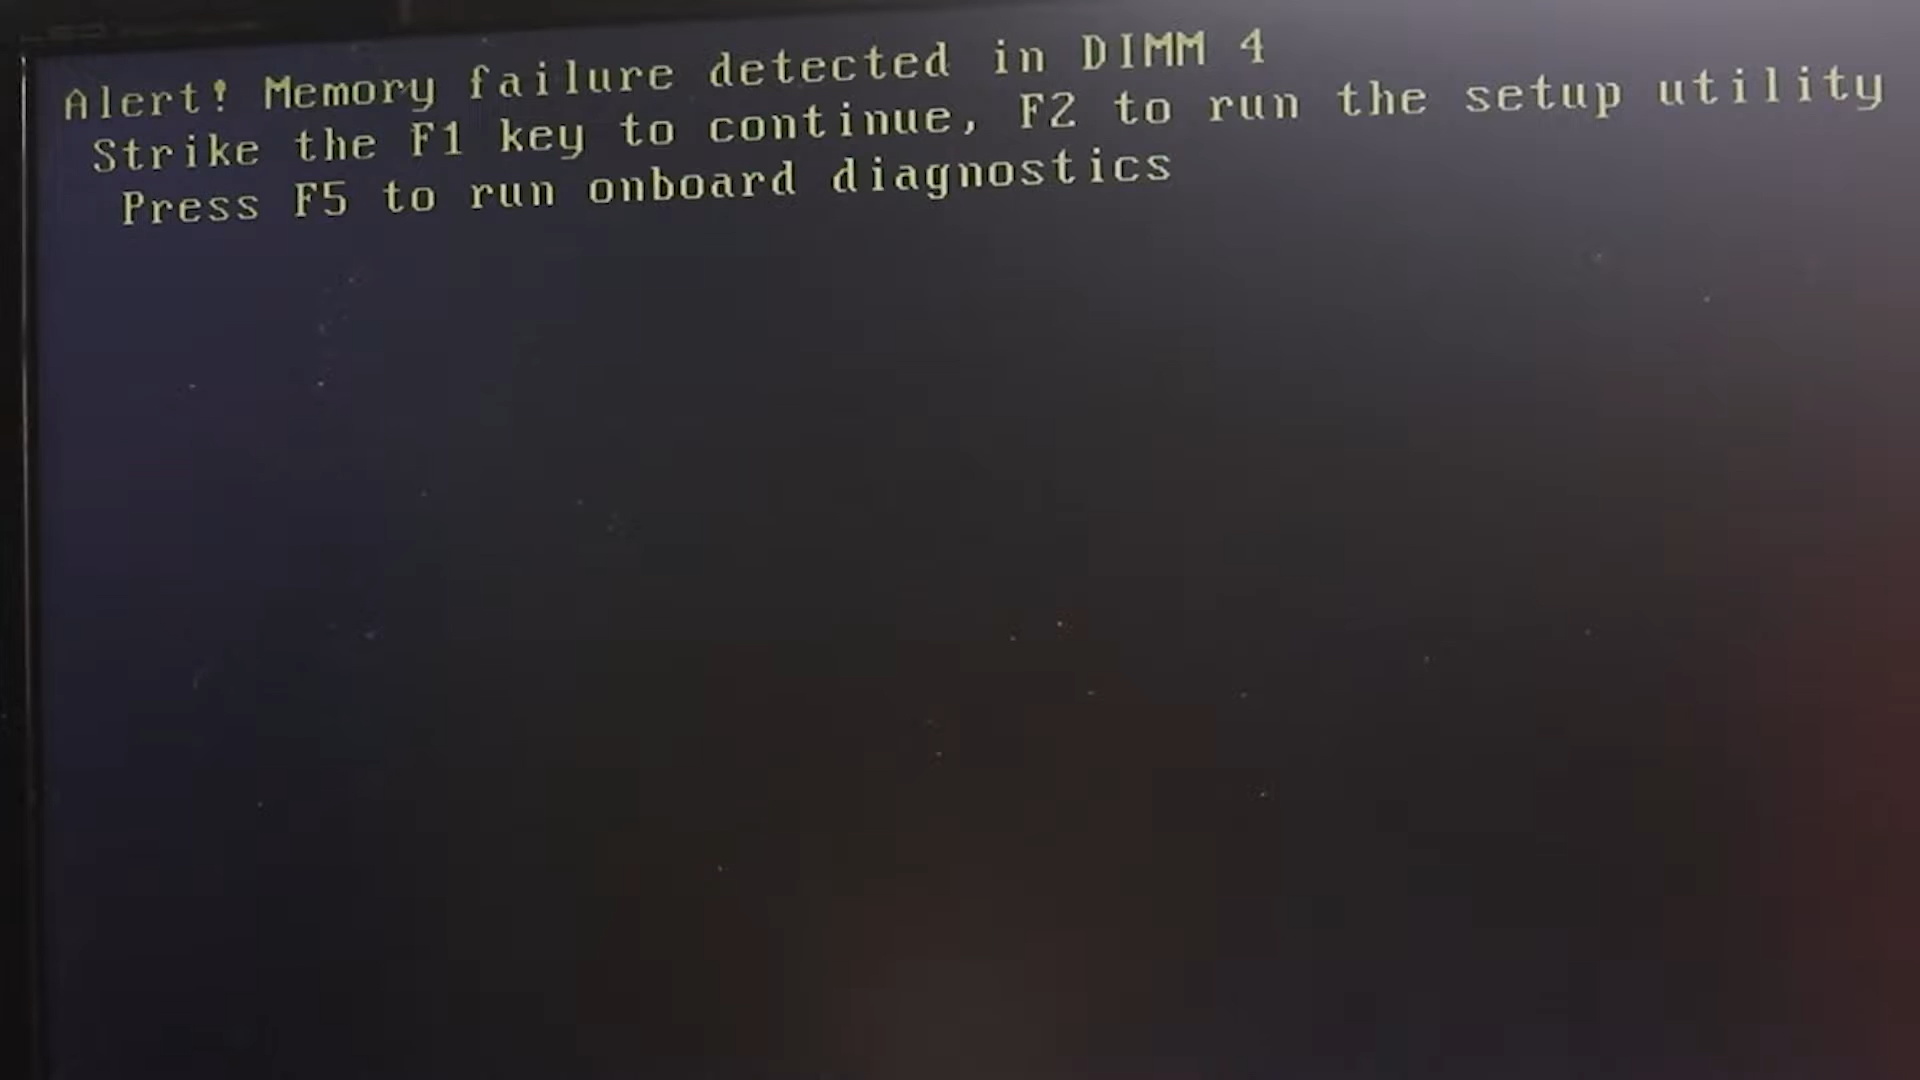 Alert! Memory failure detected in DIMM 4
Strike the F1 key to continue, F2 to run the setup utility
Press F5 to run onboard diagnostics